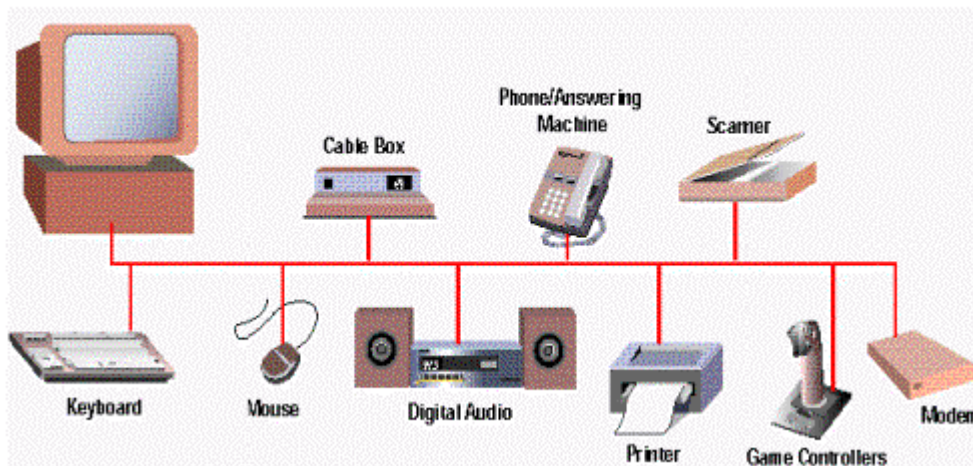 Phone/Answering
Machine
Scanner
Cable Box
Keyboard
Mouse
Digital Audio
Printer
Game Controllers
Modem